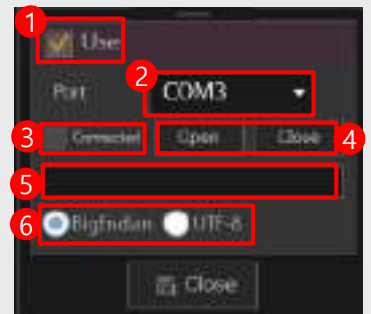 1
Use
Port
2
COM3
3
Connected
Open
Close
4
5
6
BigEndian
UTF-8
Close